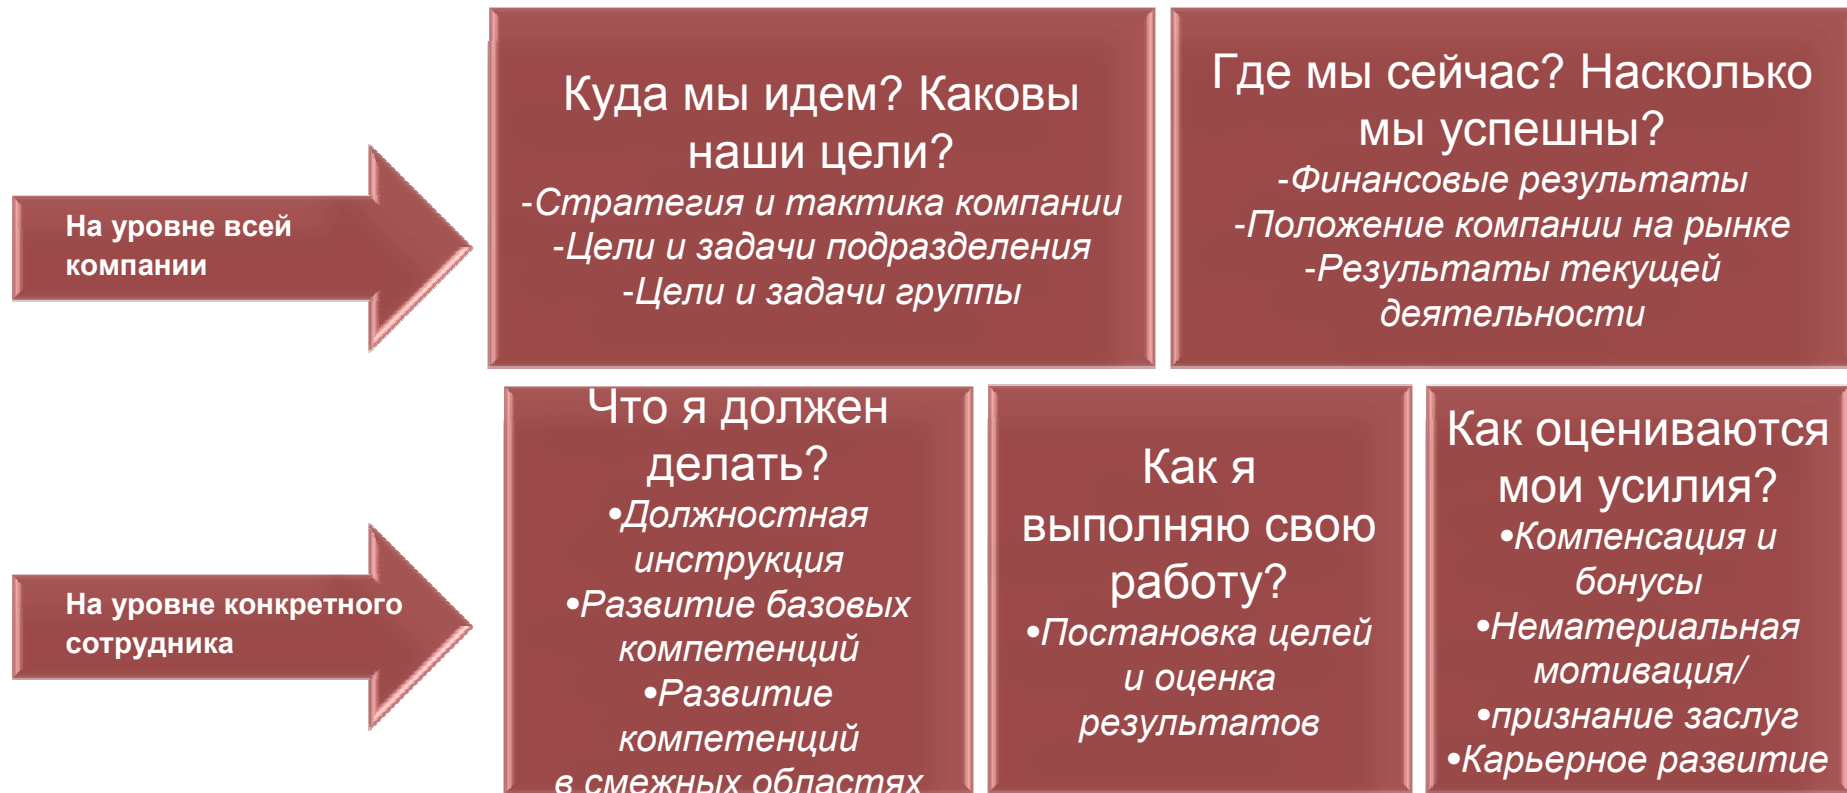 На уровне всей
компании
Куда мы идем? Каковы
наши цели?
-Стратегия и тактика компании
-Цели и задачи подразделения
-Цели и задачи группы
Где мы сейчас? Насколько
мы успешны?
-Финансовые результаты
-Положение компании на рынке
-Результаты текущей
деятельности
На уровне конкретного
сотрудника
Что я должен
делать?
•Должностная
инструкция
•Развитие базовых
компетенций
•Развитие
компетенций
в смежных областях
Как я
выполняю свою
работу?
•Постановка целей
и оценка
результатов
Как оцениваются
мои усилия?
•Компенсация и
бонусы
•Нематериальная
мотивация/
•признание заслуг
•Карьерное развитие